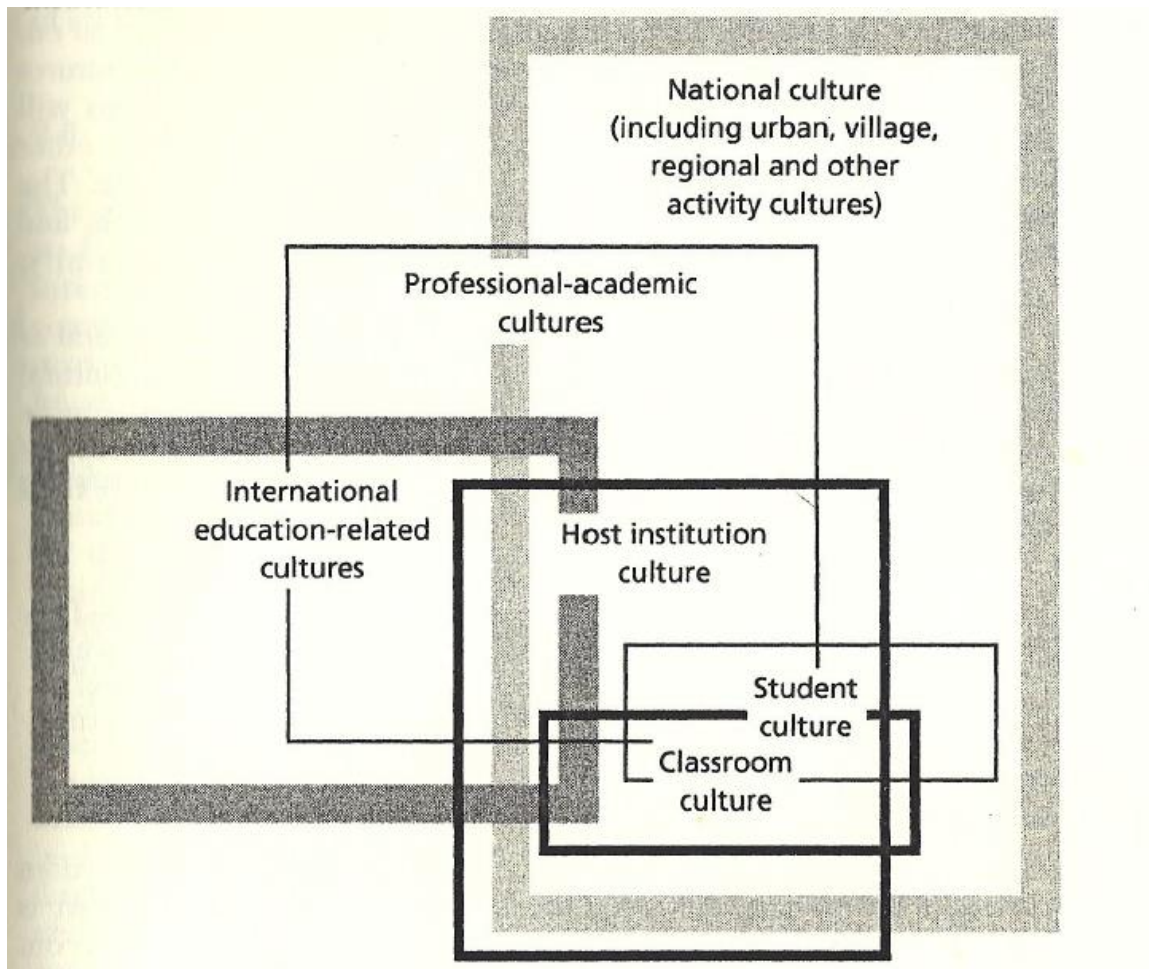 National culture
(including urban, village,
regional and other
activity cultures)
Professional-academic
cultures
International
education-related
cultures
Host institution
culture
Student
culture
Classroom
culture